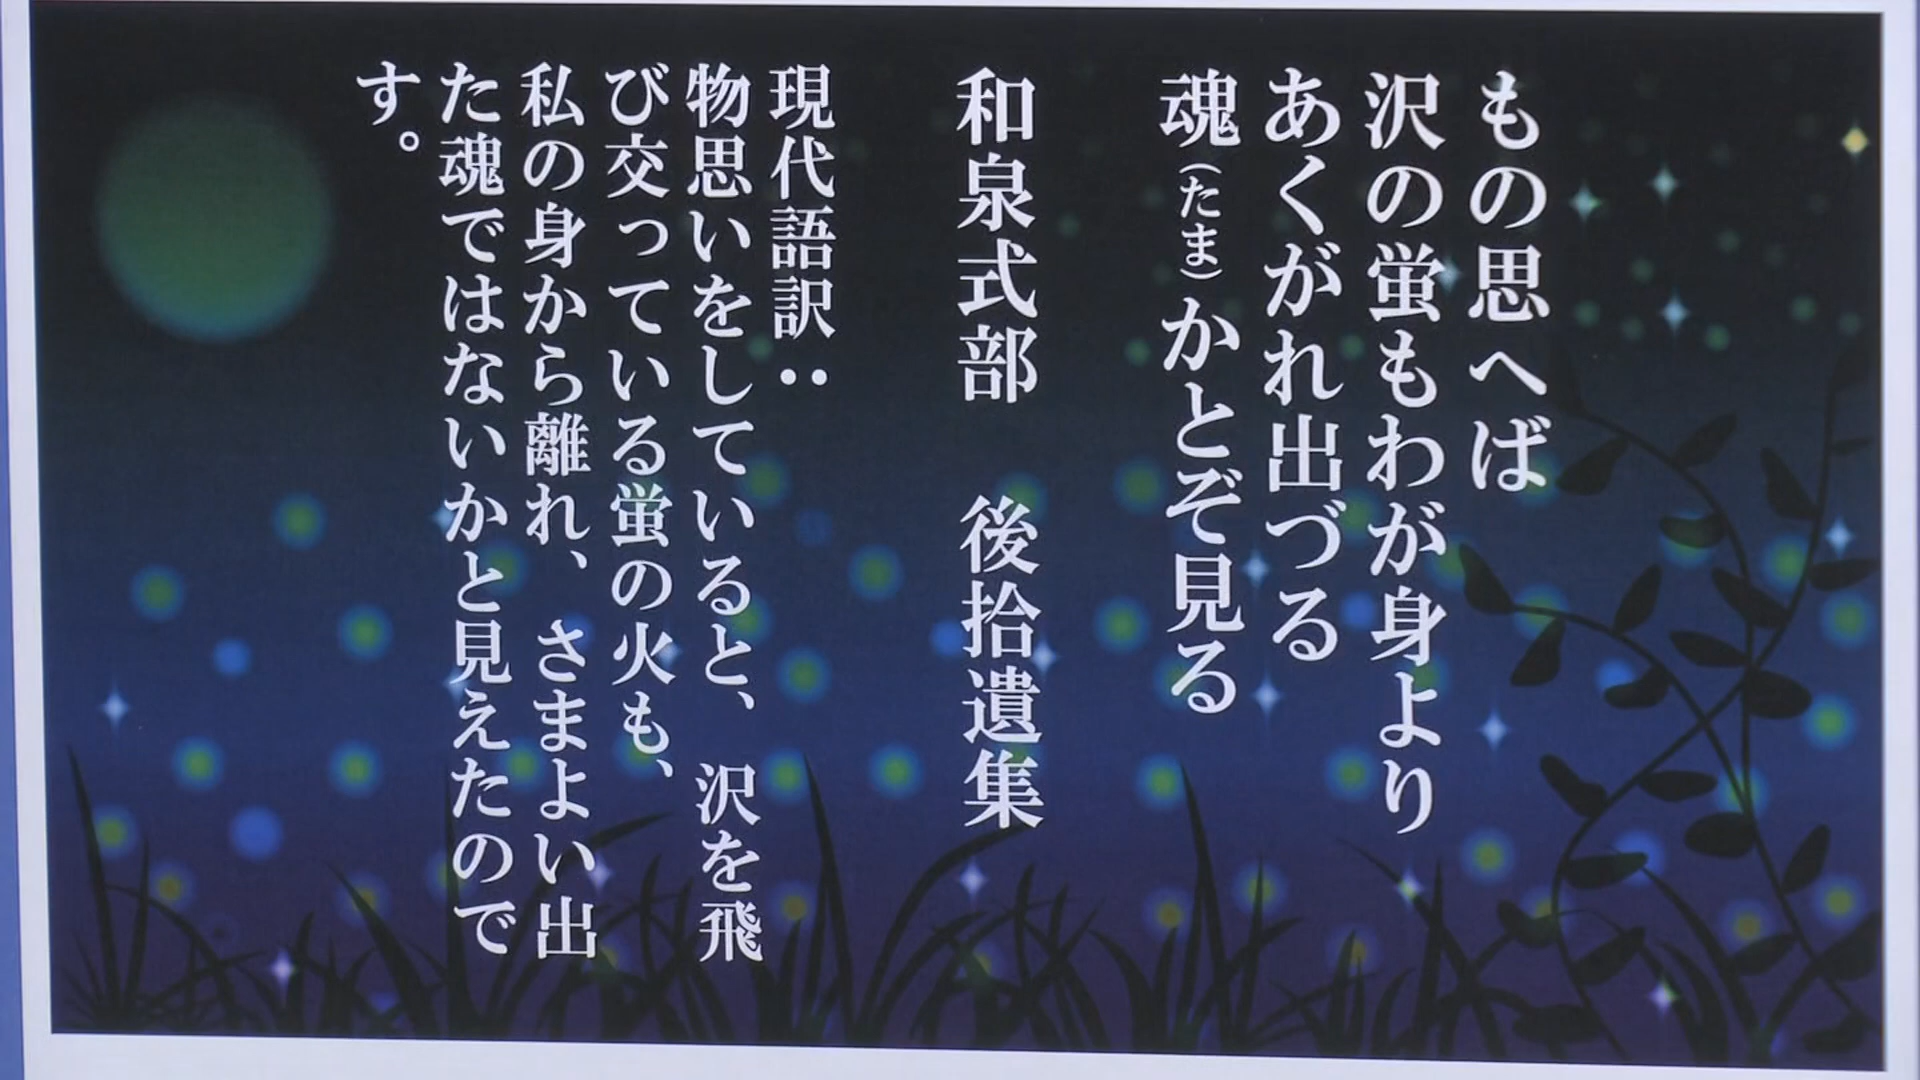 もの思へば
沢の蛍もわが身より
あくがれ出づる
魂（たま）かとぞ見る
和泉式部　後拾遺集
現代語訳：
物思いをしていると、沢を飛
び交っている蛍の火も、
私の身から離れ、さまよい出
た魂ではないかと見えたので
す。